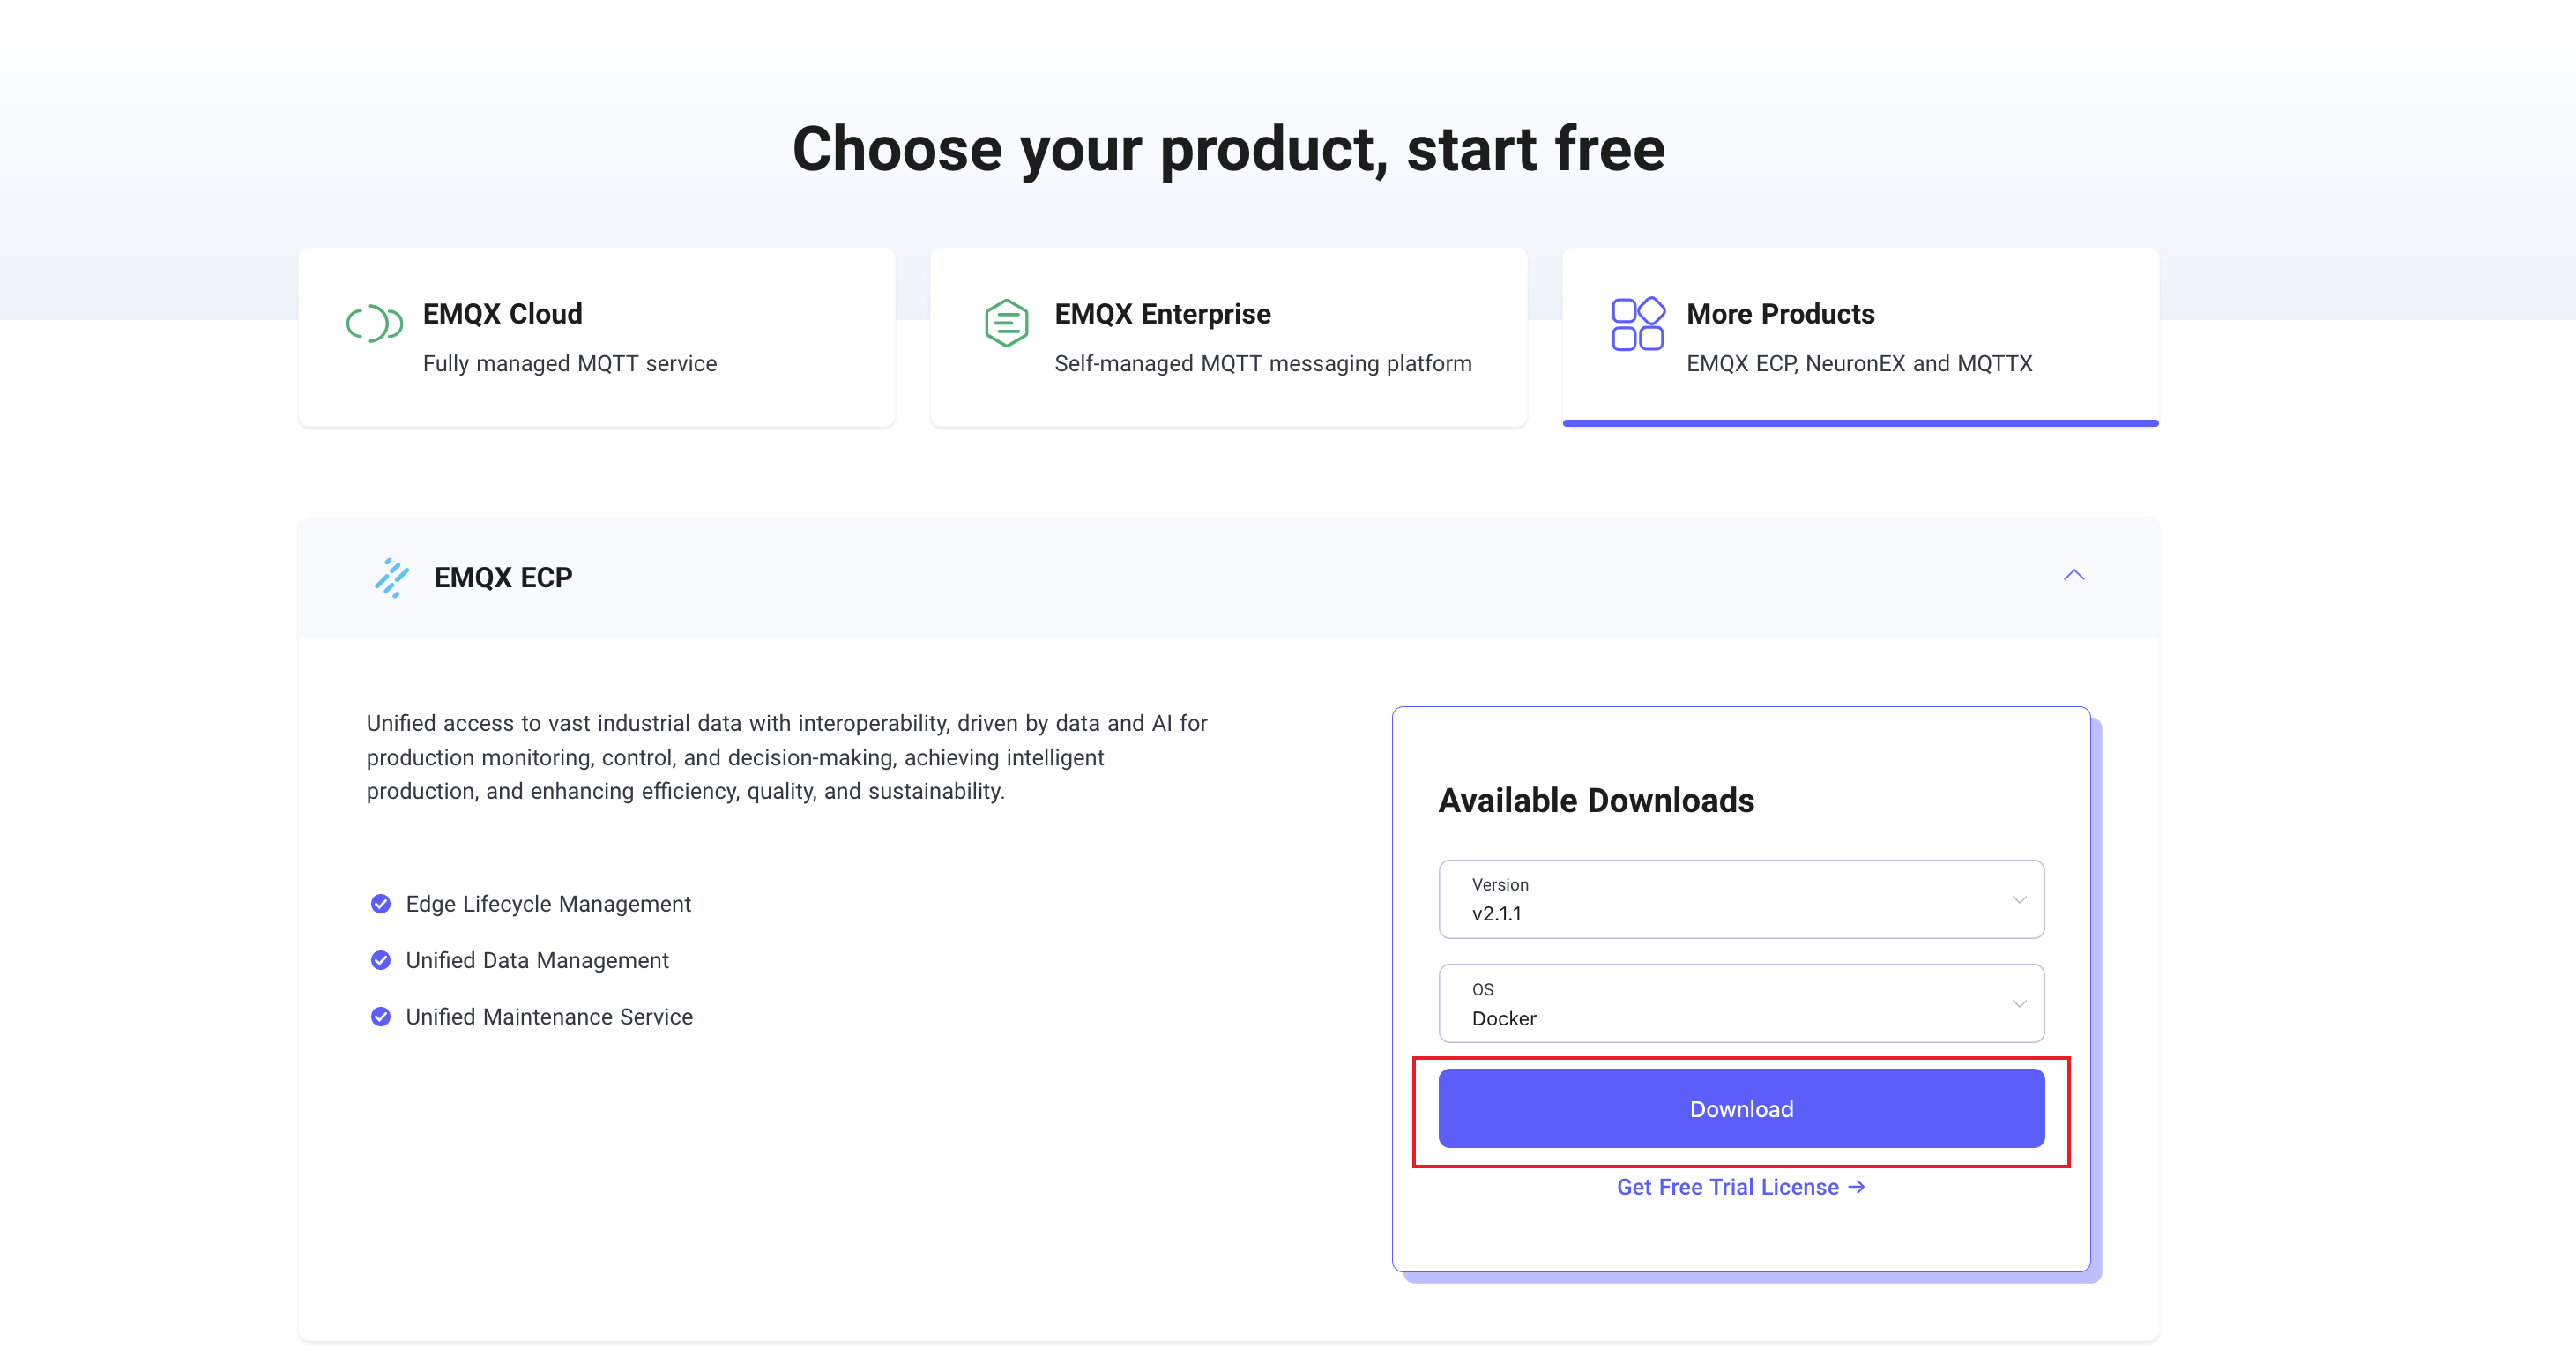 Choose your product, start free
EMQX Cloud
Fully managed MQTT service
EMQX Enterprise
Self-managed MQTT messaging platform
More Products
EMQX ECP, NeuronEX and MQTTX
EMQX ECP
Unified access to vast industrial data with interoperability, driven by data and AI for
production monitoring, control, and decision-making, achieving intelligent
production, and enhancing efficiency, quality, and sustainability.
Edge Lifecycle Management
Unified Data Management
Unified Maintenance Service
Available Downloads
Version
v2.1.1
OS
Docker
Download
Get Free Trial License →